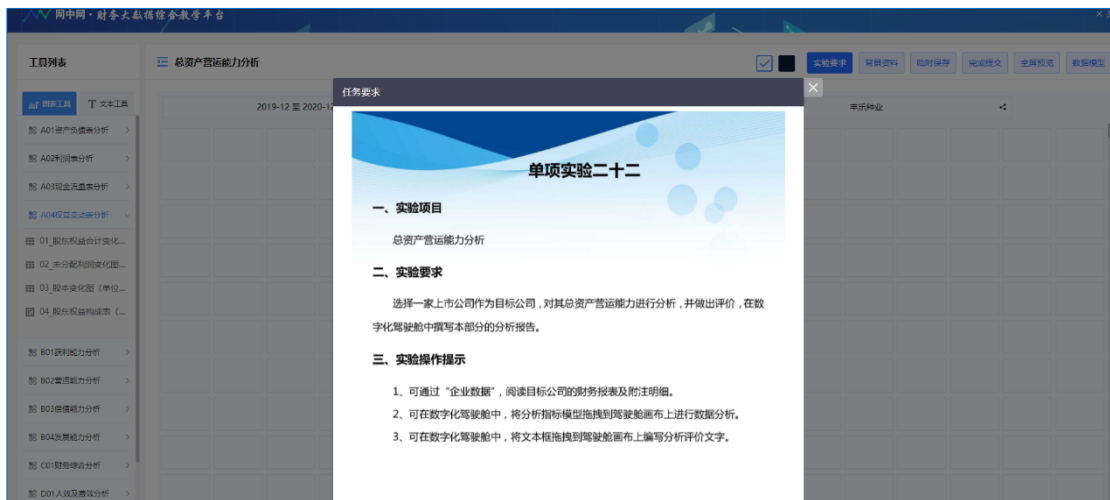 网中网·财务大数据综合教学平台
工具列表
总资产营运能力分析
实验要求
背景资料
临时保存
完成提交
全屏预览
数据模型
图表工具
T 文本工具
2019-12 至 2020-12
丰乐种业
A01资产负债表分析
A02利润表分析
A03现金流量表分析
A04权益变动表分析
01_股东权益合计变化...
02_未分配利润变化图...
03_股本变化图（单位...
04_股东权益构成表（...
B01获利能力分析
B02营运能力分析
B03偿债能力分析
B04发展能力分析
C01财务综合分析
D01人效及费效分析
任务要求
单项实验二十二
一、实验项目
总资产营运能力分析
二、实验要求
选择一家上市公司作为目标公司，对其总资产营运能力进行分析，并做出评价，在数
字化驾驶舱中撰写本部分的分析报告。
三、实验操作提示
1、可通过“企业数据”，阅读目标公司的财务报表及附注明细。
2、可在数字化驾驶舱中，将分析指标模型拖拽到驾驶舱画布上进行数据分析。
3、可在数字化驾驶舱中，将文本框拖拽到驾驶舱画布上编写分析评价文字。